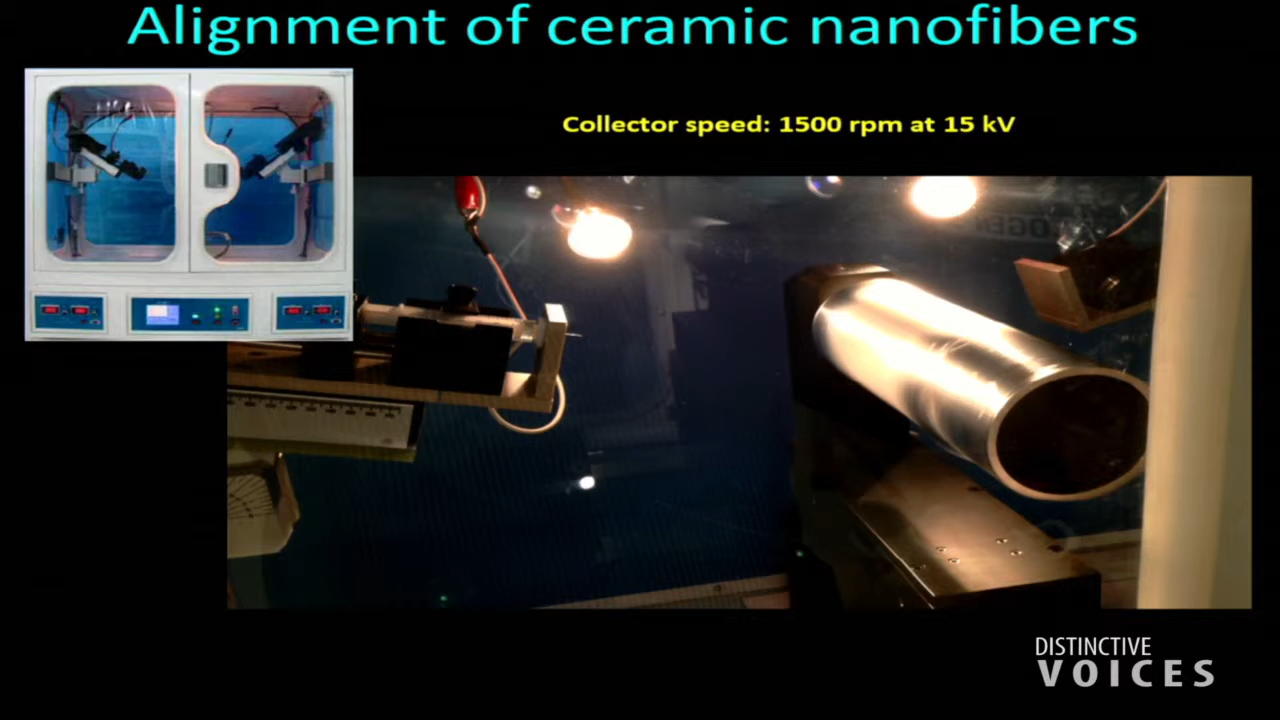 Alignment of ceramic nanofibers
Collector speed: 1500 rpm at 15 kV
DISTINCTIVE
VOICES